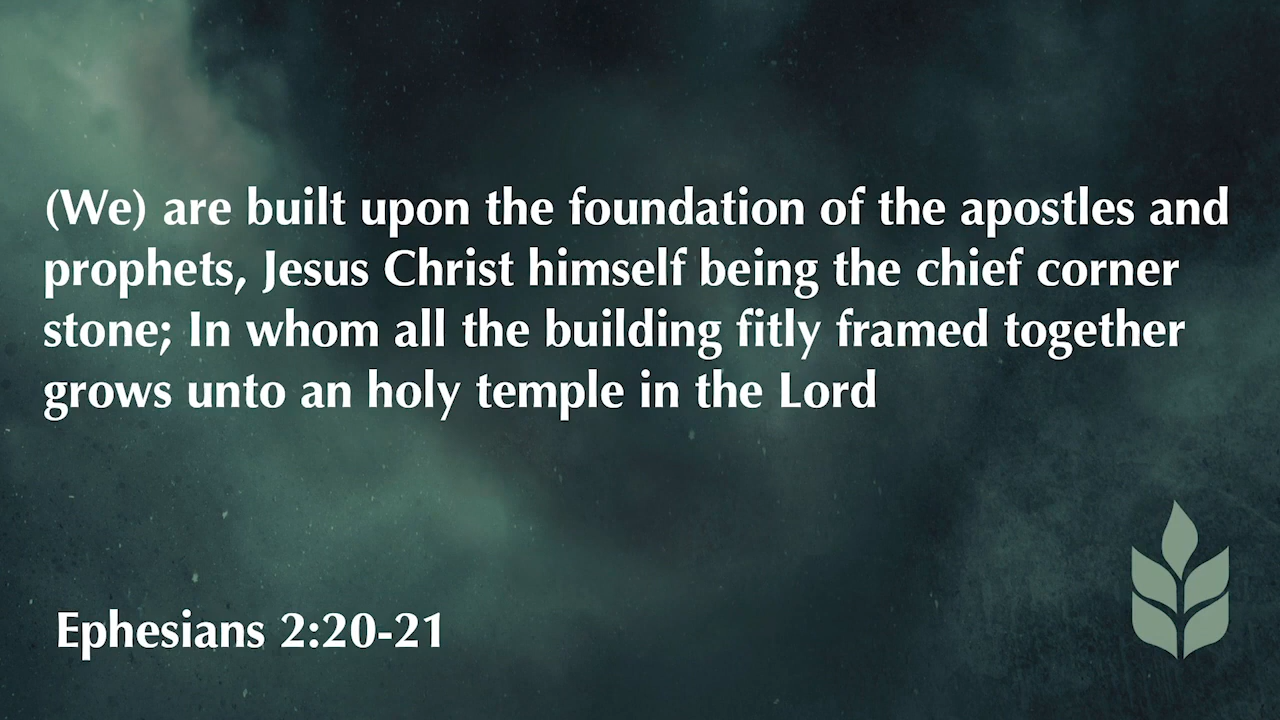 (We) are built upon the foundation of the apostles and
prophets, Jesus Christ himself being the chief corner
stone; In whom all the building fitly framed together
grows unto an holy temple in the Lord
Ephesians 2:20-21